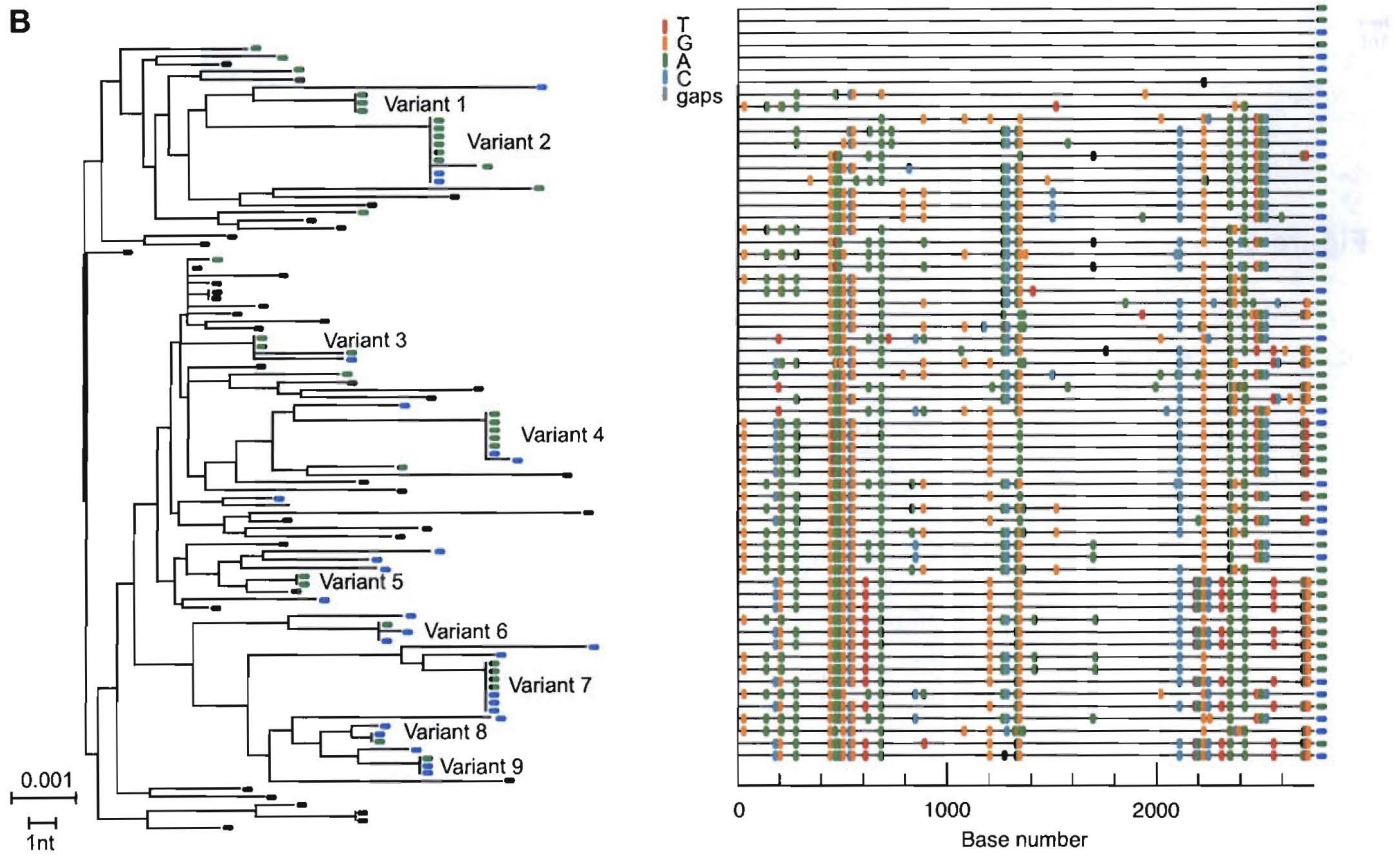 B
Variant 1
Variant 2
Variant 3
Variant 4
Variant 5
Variant 6
Variant 7
Variant 8
Variant 9
0.001
1nt
T
G
A
C
gaps
0 1000 2000
Base number